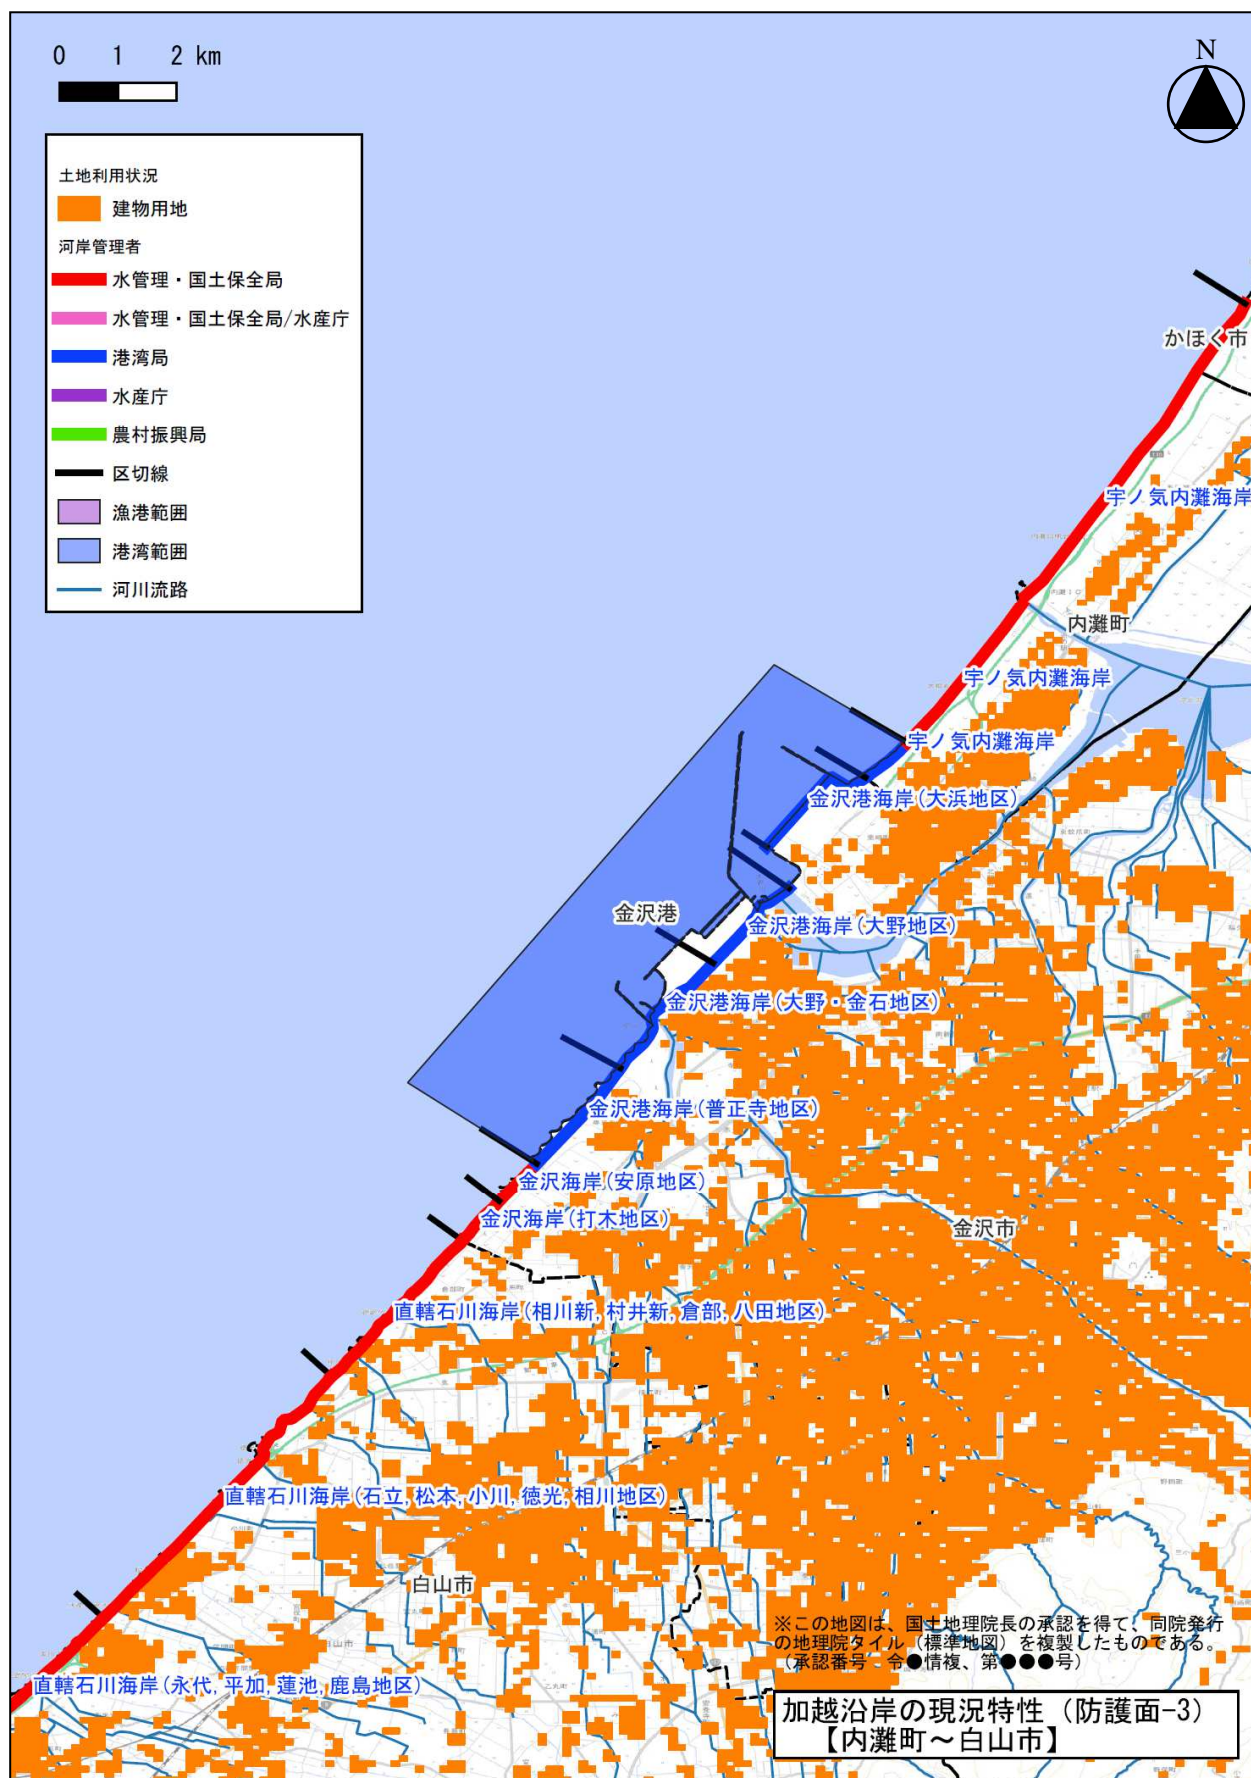 0 1 2 km
N
土地利用状況
建物用地
河岸管理者
水管理・国土保全局
水管理・国土保全局/水産庁
港湾局
水産庁
農村振興局
区切線
漁港範囲
港湾範囲
河川流路
かほく市
宇ノ気内灘海岸
内灘町
宇ノ気内灘海岸
宇ノ気内灘海岸
金沢港海岸(大浜地区)
金沢港
金沢港海岸(大野地区)
金沢港海岸(大野・金石地区)
金沢港海岸(普正寺地区)
金沢海岸(安原地区)
金沢海岸(打木地区)
金沢市
直轄石川海岸(相川新,村井新,倉部,八田地区)
直轄石川海岸(石立,松本,小川,徳光,相川地区)
白山市
白山市
直轄石川海岸(永代,平加,蓮池,鹿島地区)
※この地図は、国土地理院長の承認を得て、同院発行
の地理院タイル（標準地図）を複製したものである。
（承認番号 令●情複、第●●●号）
加越沿岸の現況特性（防護面-3）
【内灘町～白山市】